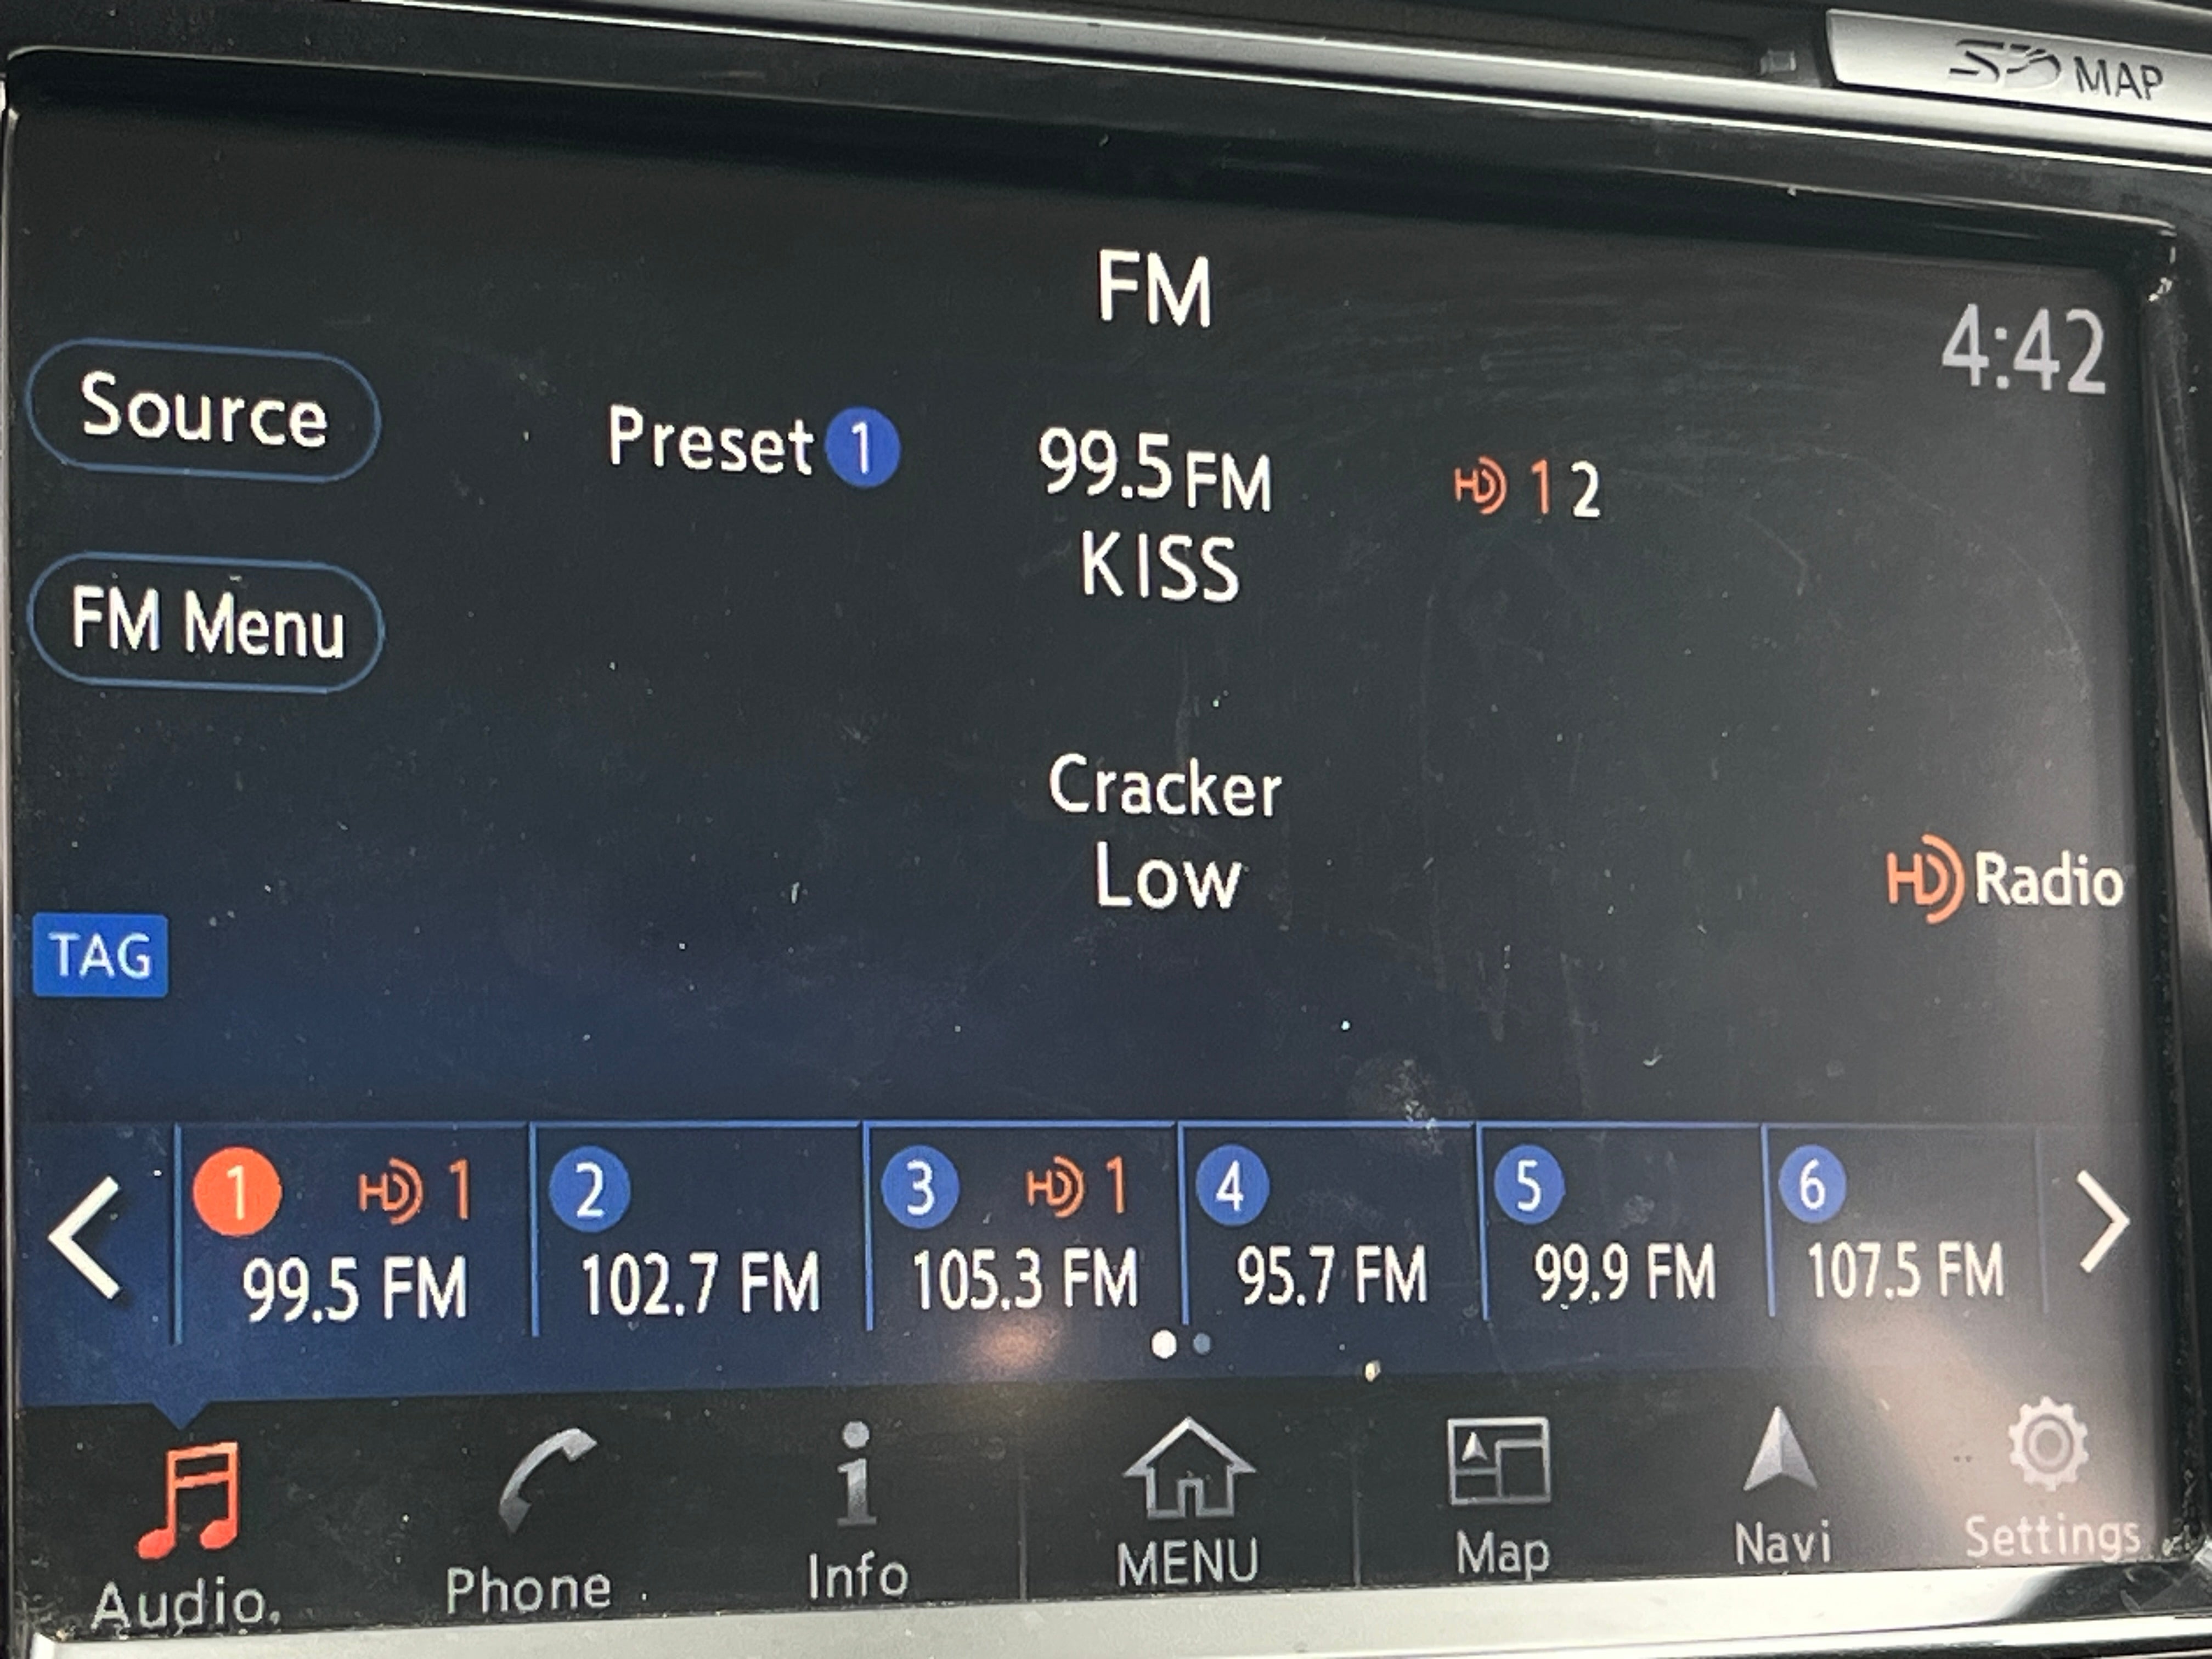 SD MAP
FM
4:42
Source
Preset 1
99.5 FM
HD 1 2
KISS
FM Menu
Cracker
Low
HD Radio
TAG
1 HD 1
99.5 FM
2
102.7 FM
3 HD 1
105.3 FM
4
95.7 FM
5
99.9 FM
6
107.5 FM
Audio
Phone
Info
MENU
Map
Navi
Settings